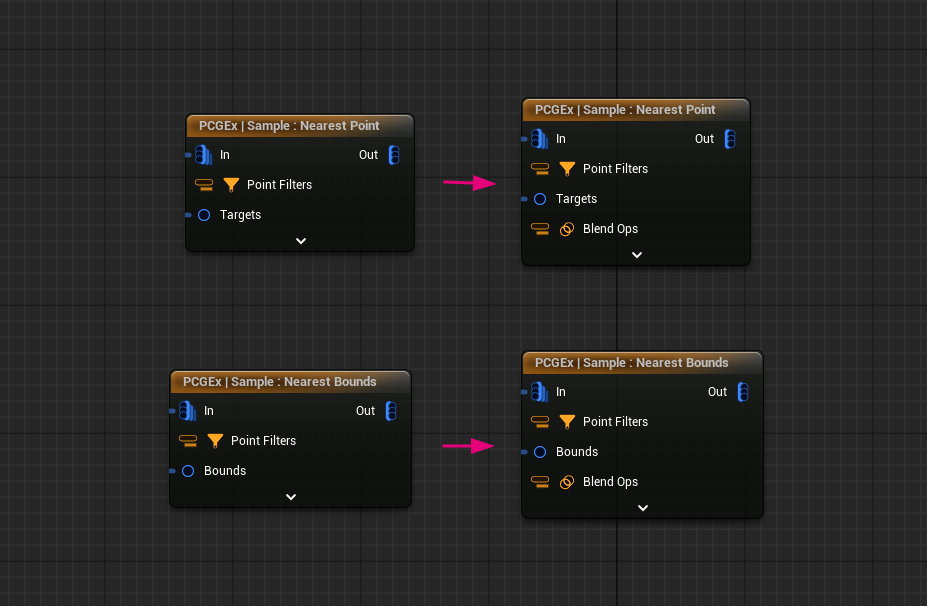 PCGEx | Sample : Nearest Point
In
Out
Point Filters
Targets
PCGEx | Sample : Nearest Point
In
Out
Point Filters
Targets
Blend Ops
PCGEx | Sample : Nearest Bounds
In
Out
Point Filters
Bounds
PCGEx | Sample : Nearest Bounds
In
Out
Point Filters
Bounds
Blend Ops